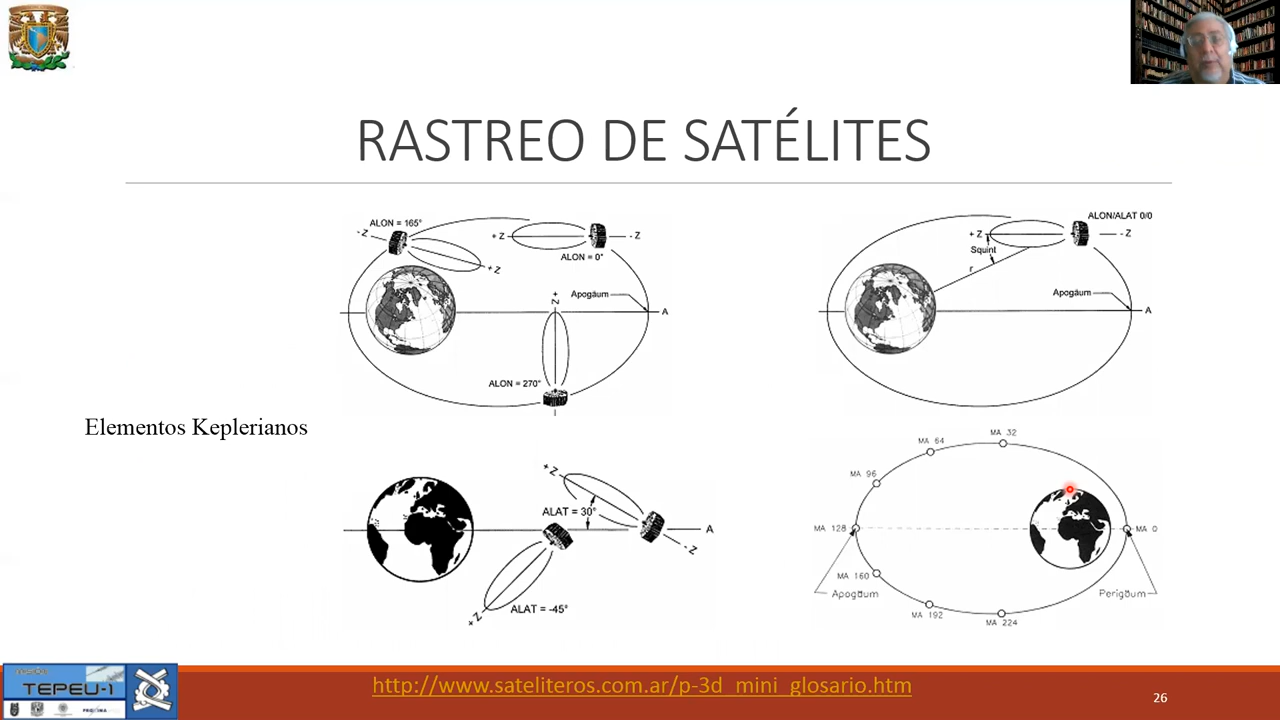 RASTREO DE SATÉLITES
ALON = 165°
- Z
+ Z
+ Z
- Z
ALON = 0°
Z +
Apogäum
A
ALON = 270°
ALON/ALAT 0/0
+ Z
- Z
Squint
r
Apogäum
A
Elementos Keplerianos
+ Z
ALAT = 30°
A
- Z
ALAT = -45°
+ Z
MA 32
MA 64
MA 96
MA 128
MA 0
MA 160
Apogäum
Perigäum
MA 192
MA 224
TEPEU-1
http://www.sateliteros.com.ar/p-3d_mini_glosario.htm
26